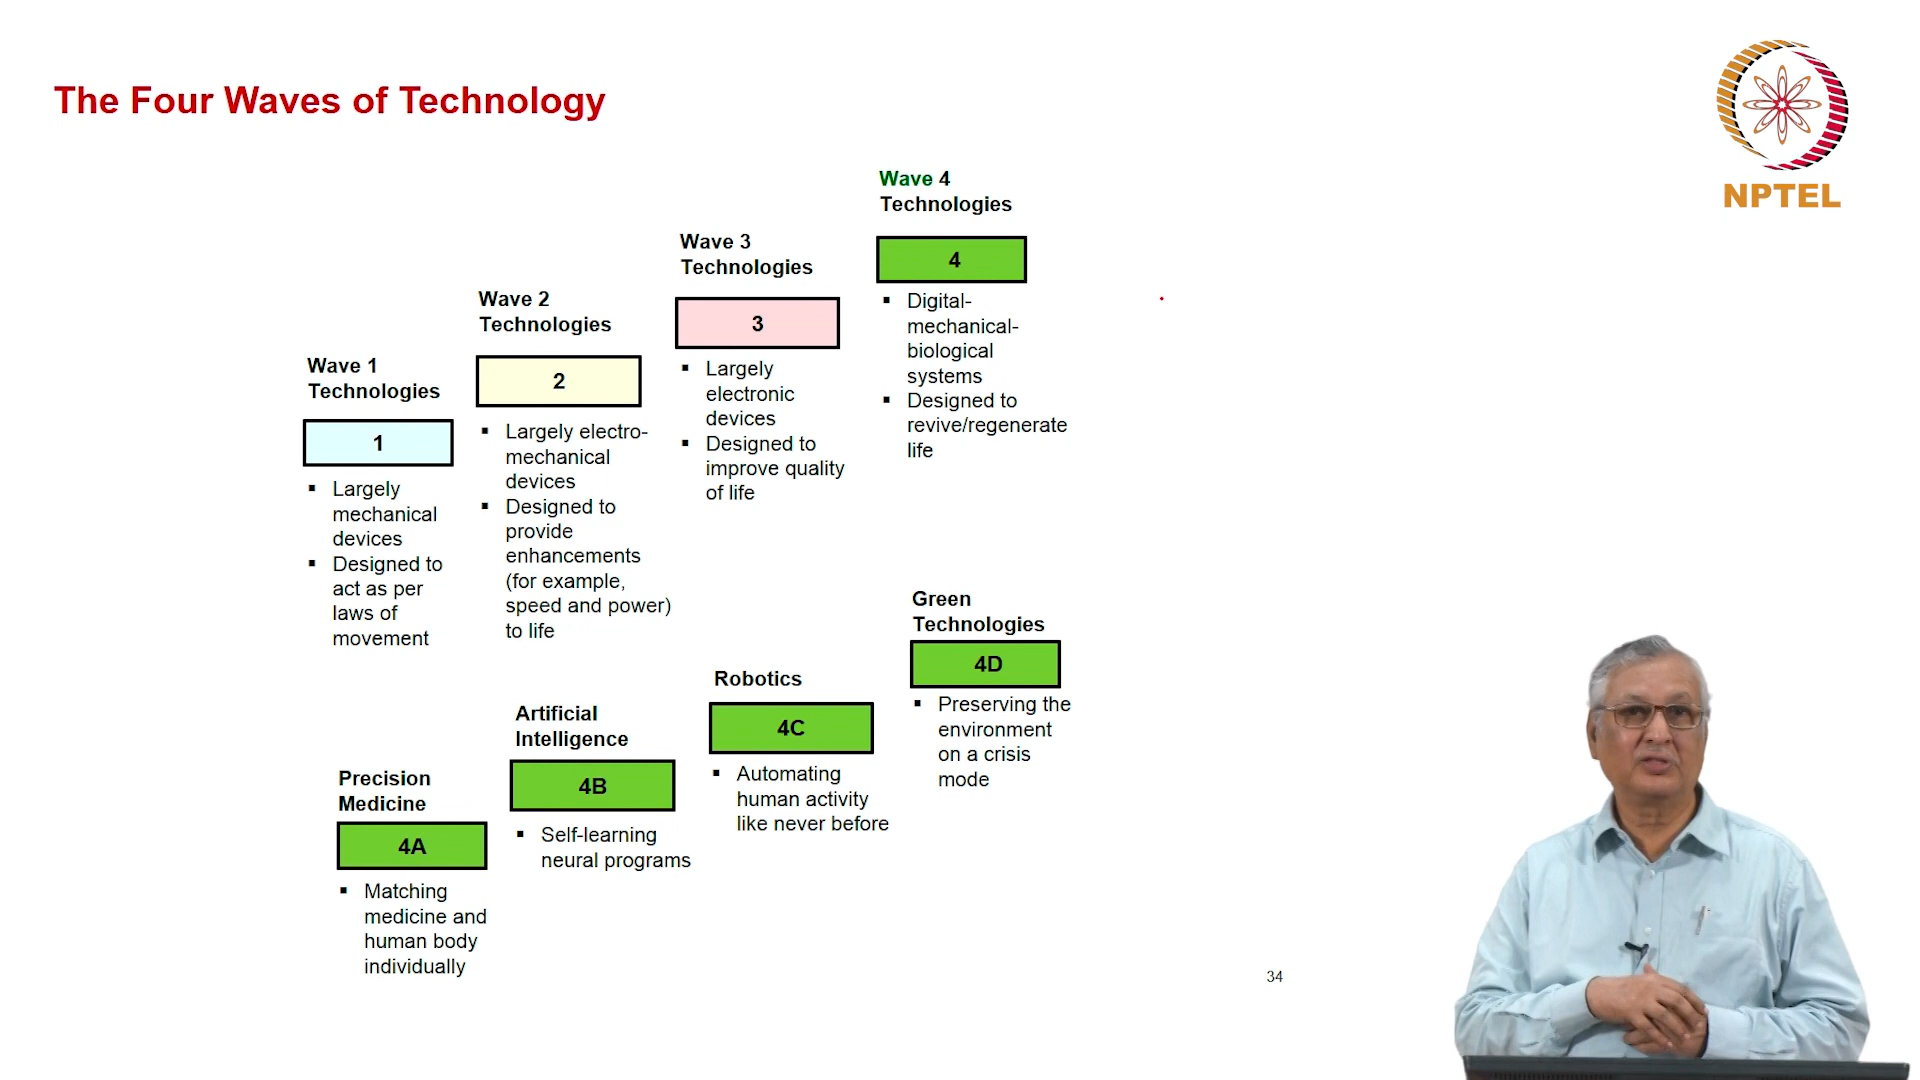 The Four Waves of Technology
NPTEL
Wave 1
Technologies
1
▪ Largely
mechanical
devices
▪ Designed to
act as per
laws of
movement
Wave 2
Technologies
2
▪ Largely electro-
mechanical
devices
▪ Designed to
provide
enhancements
(for example,
speed and power)
to life
Wave 3
Technologies
3
▪ Largely
electronic
devices
▪ Designed to
improve quality
of life
Wave 4
Technologies
4
▪ Digital-
mechanical-
biological
systems
▪ Designed to
revive/regenerate
life
Precision
Medicine
4A
▪ Matching
medicine and
human body
individually
Artificial
Intelligence
4B
▪ Self-learning
neural programs
Robotics
4C
▪ Automating
human activity
like never before
Green
Technologies
4D
▪ Preserving the
environment
on a crisis
mode
34